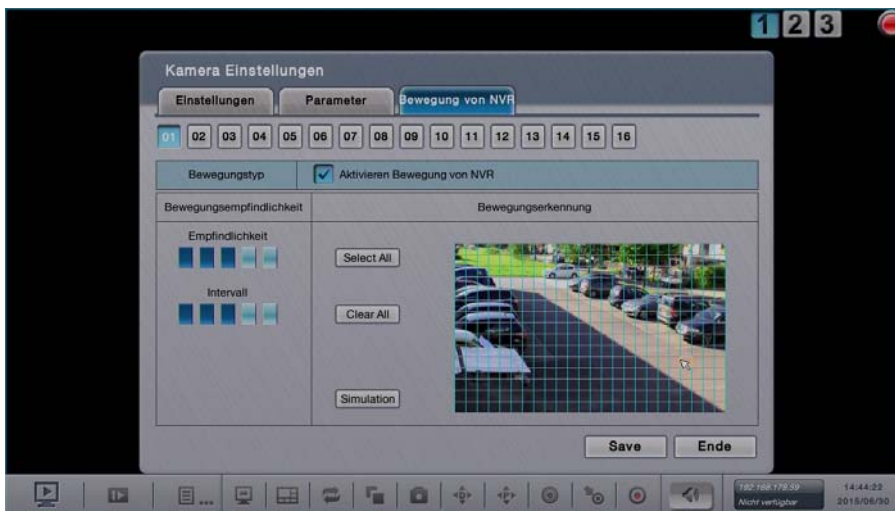 1 2 3
Kamera Einstellungen
Einstellungen Parameter Bewegung von NVR
01 02 03 04 05 06 07 08 09 10 11 12 13 14 15 16
Bewegungstyp Aktivieren Bewegung von NVR
Bewegungsempfindlichkeit Bewegungserkennung
Empfindlichkeit
Select All
Intervall
Clear All
Simulation
Save Ende
192.168.178.59 14:44:22
Nicht verfügbar 2015/06/30